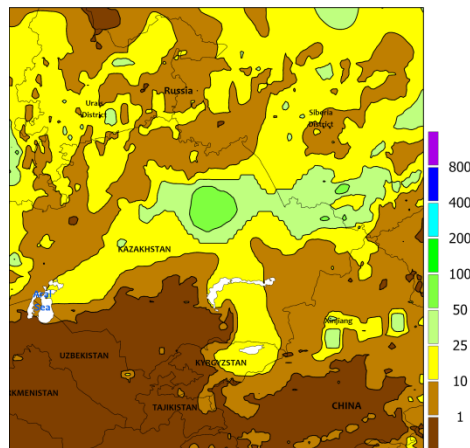 Russia
Ural
District
Siberia
District
KAZAKHSTAN
Aral
Sea
Xinjiang
UZBEKISTAN
KYRGYZSTAN
KMENISTAN
TAJIKISTAN
CHINA
800
400
200
100
50
25
10
1